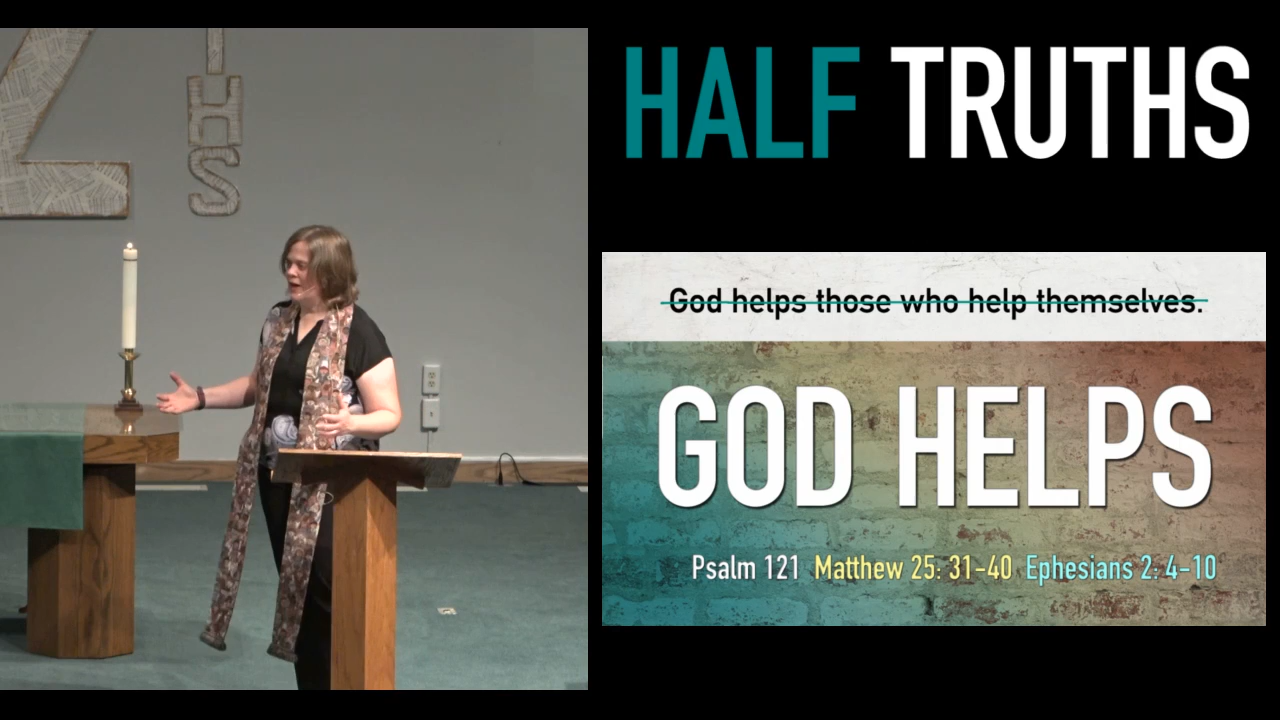 IHS
HALF TRUTHS
God helps those who help themselves.
GOD HELPS
Psalm 121 Matthew 25: 31-40 Ephesians 2: 4-10